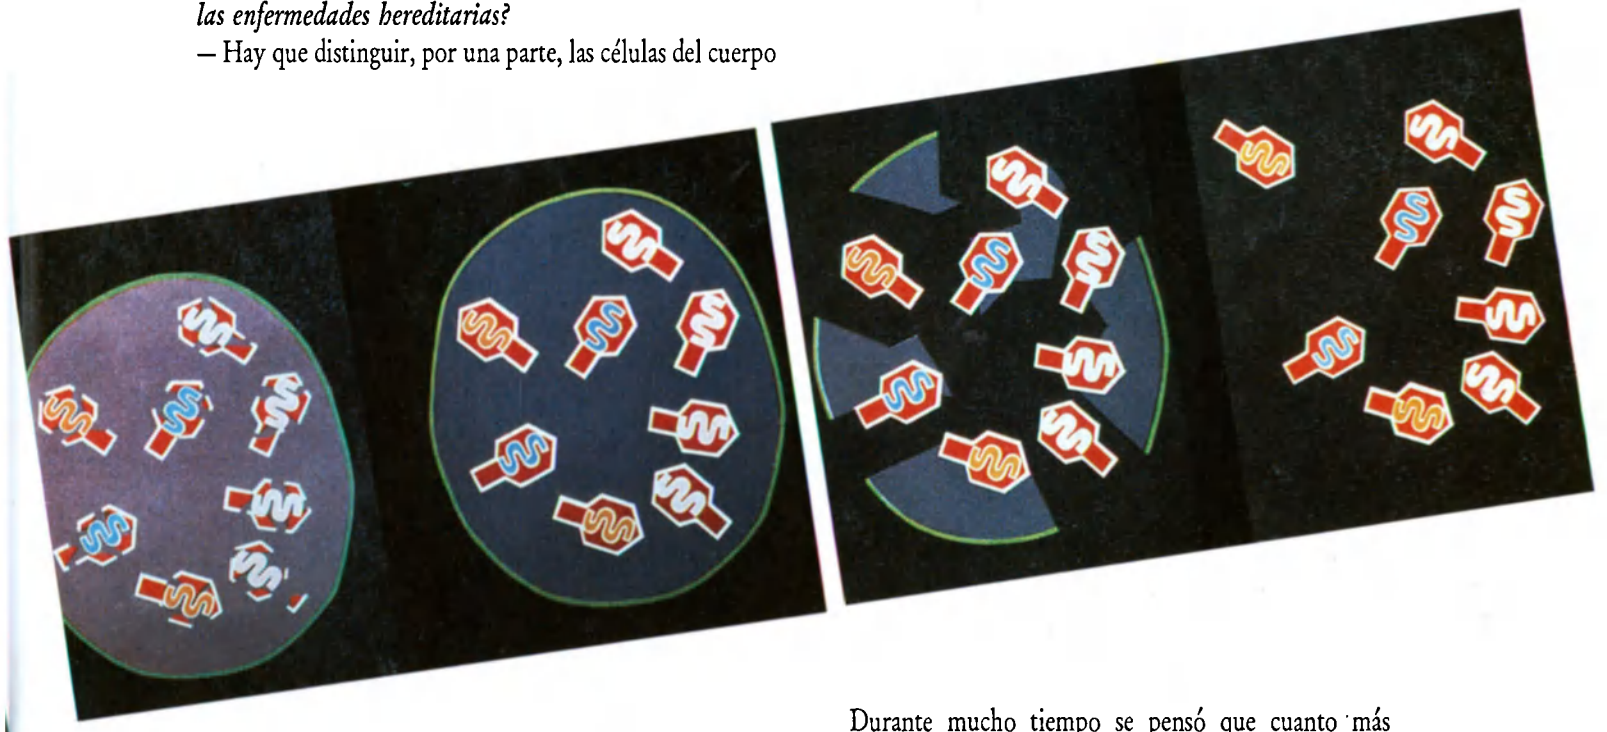 las enfermedades hereditarias?
— Hay que distinguir, por una parte, las células del cuerpo
Durante mucho tiempo se pensó que cuanto más